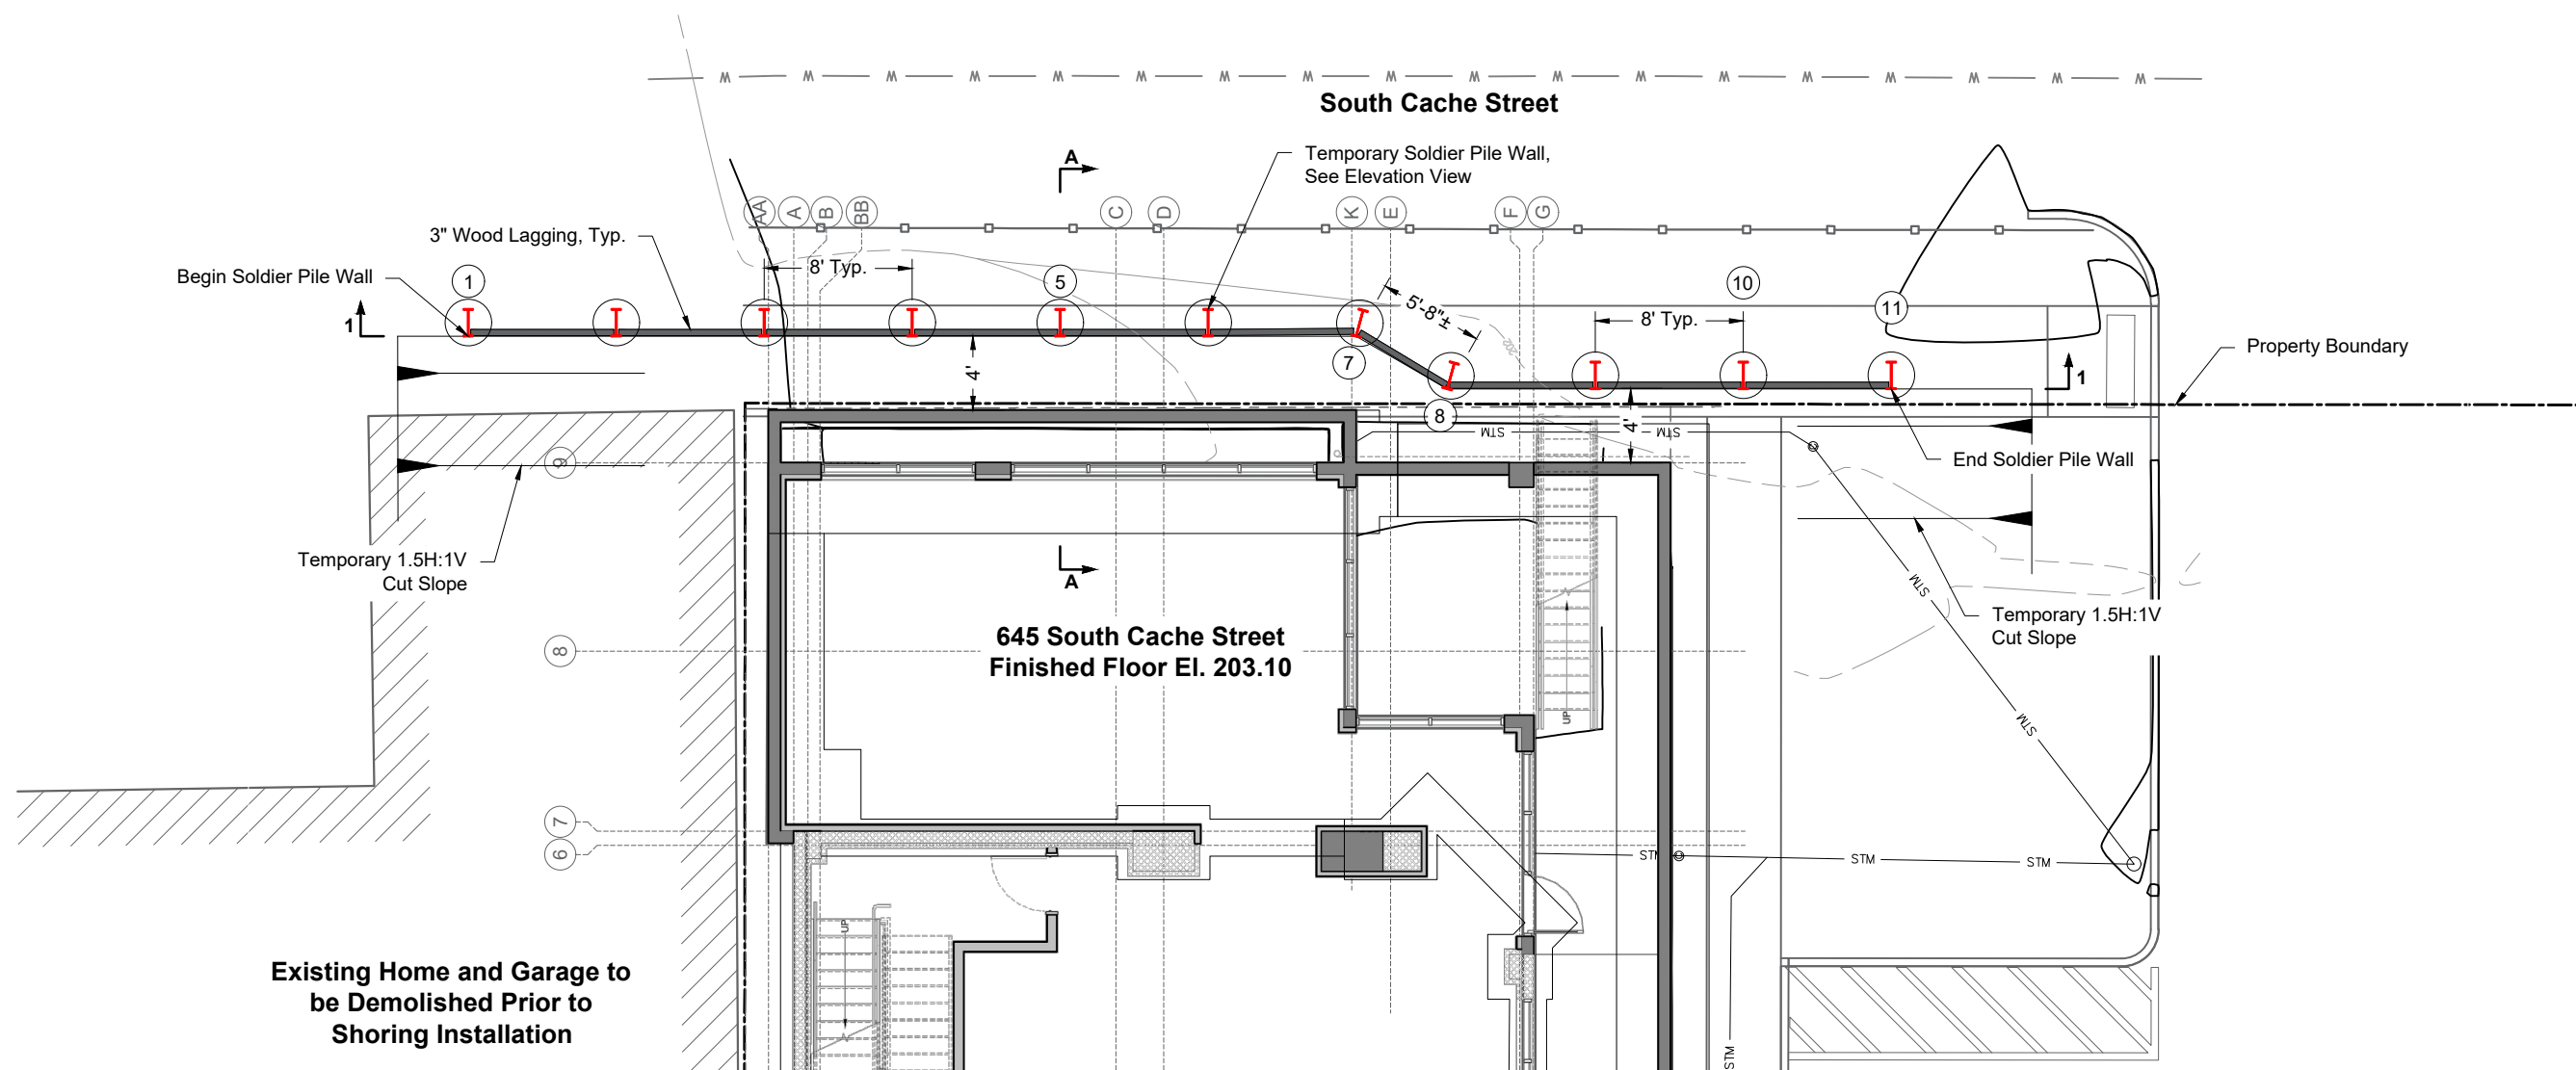 W W W W W W W W W W W W W W W W W W
South Cache Street
A
Temporary Soldier Pile Wall,
See Elevation View
AA A B BB C D K E F G
3" Wood Lagging, Typ.
Begin Soldier Pile Wall
8' Typ.
1
5
10
11
5'-8"±
8' Typ.
1
7
202
1
Property Boundary
4'
8
4'
STM
STM
End Soldier Pile Wall
9
Temporary 1.5H:1V
Cut Slope
A
STM
Temporary 1.5H:1V
Cut Slope
645 South Cache Street
Finished Floor El. 203.10
8
UP
STM
7
6
STM
STM
STM
UP
Existing Home and Garage to
be Demolished Prior to
Shoring Installation
STM